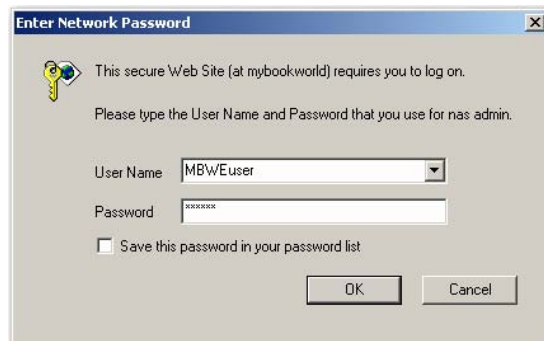 Enter Network Password
This secure Web Site (at mybookworld) requires you to log on.
Please type the User Name and Password that you use for nas admin.
User Name MBWEuser
Password ******
Save this password in your password list
OK Cancel